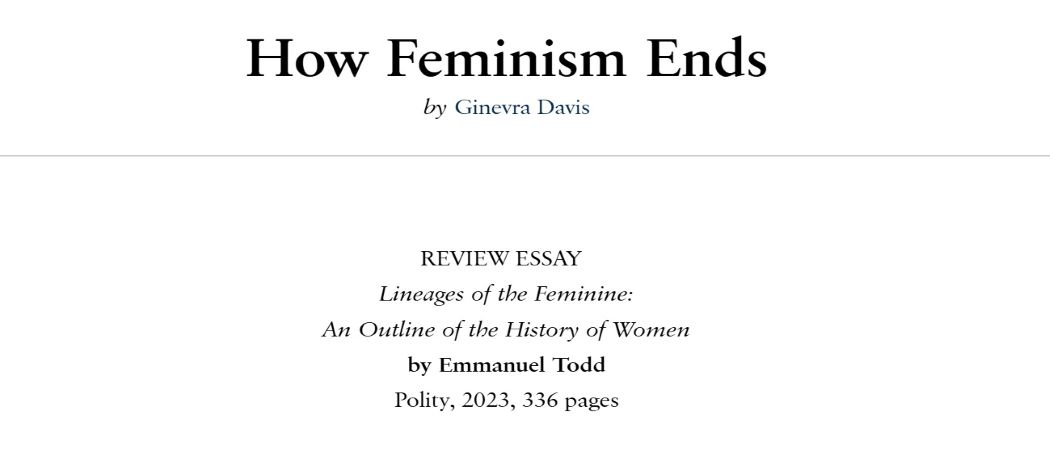 How Feminism Ends
by Ginevra Davis
REVIEW ESSAY
Lineages of the Feminine:
An Outline of the History of Women
by Emmanuel Todd
Polity, 2023, 336 pages